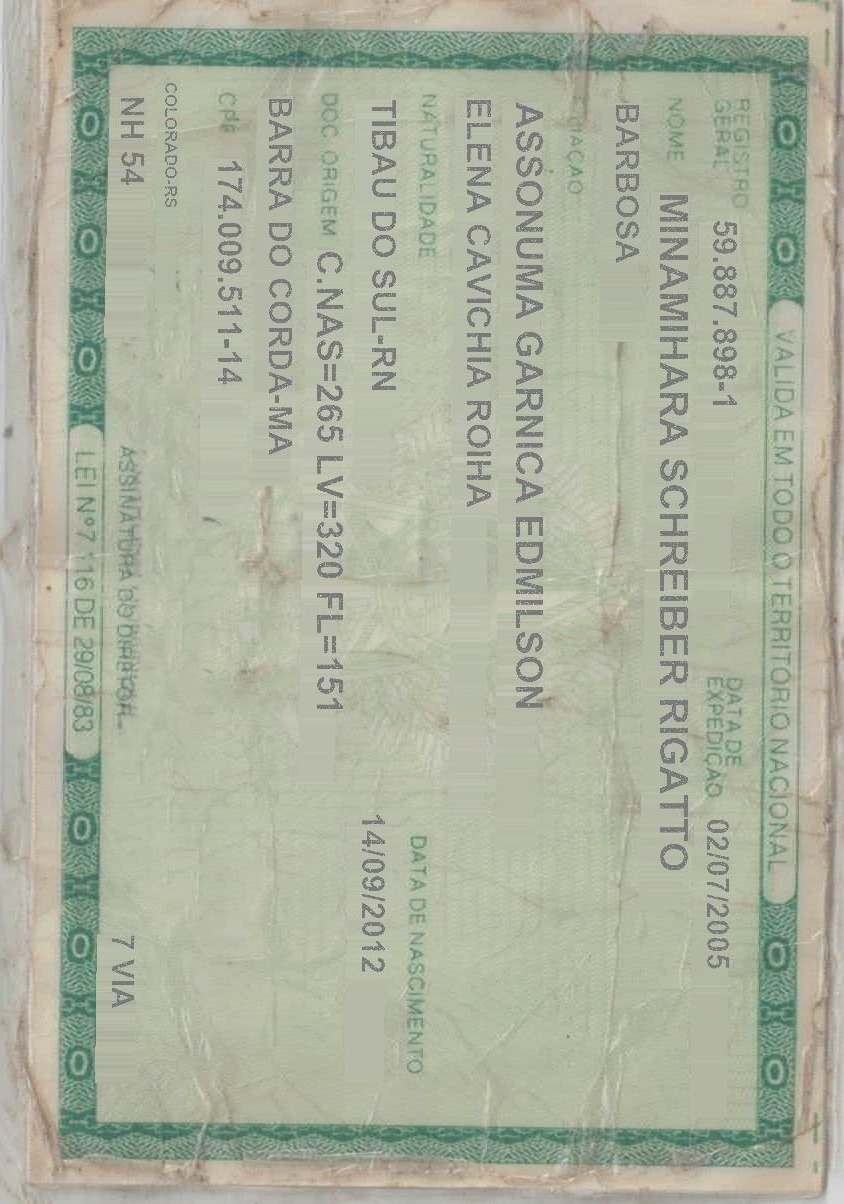 VALIDA EM TODO O TERRITÓRIO NACIONAL
REGISTRO GERAL 59.887.898-1 DATA DE EXPEDIÇÃO 02/07/2005
NOME MINAMIHARA SCHREIBER RIGATTO
BARBOSA
FILIAÇÃO
ASSONUMA GARNICA EDMILSON
ELENA CAVICHIA ROIHA
NATURALIDADE DATA DE NASCIMENTO
TIBAU DO SUL-RN 14/09/2012
DOC ORIGEM C.NAS=265 LV=320 FL=151
BARRA DO CORDA-MA
CPF 174.009.511-14
COLORADO-RS
NH 54 7 VIA
ASSINATURA DO DIRETOR
LEI Nº 7.116 DE 29/08/83